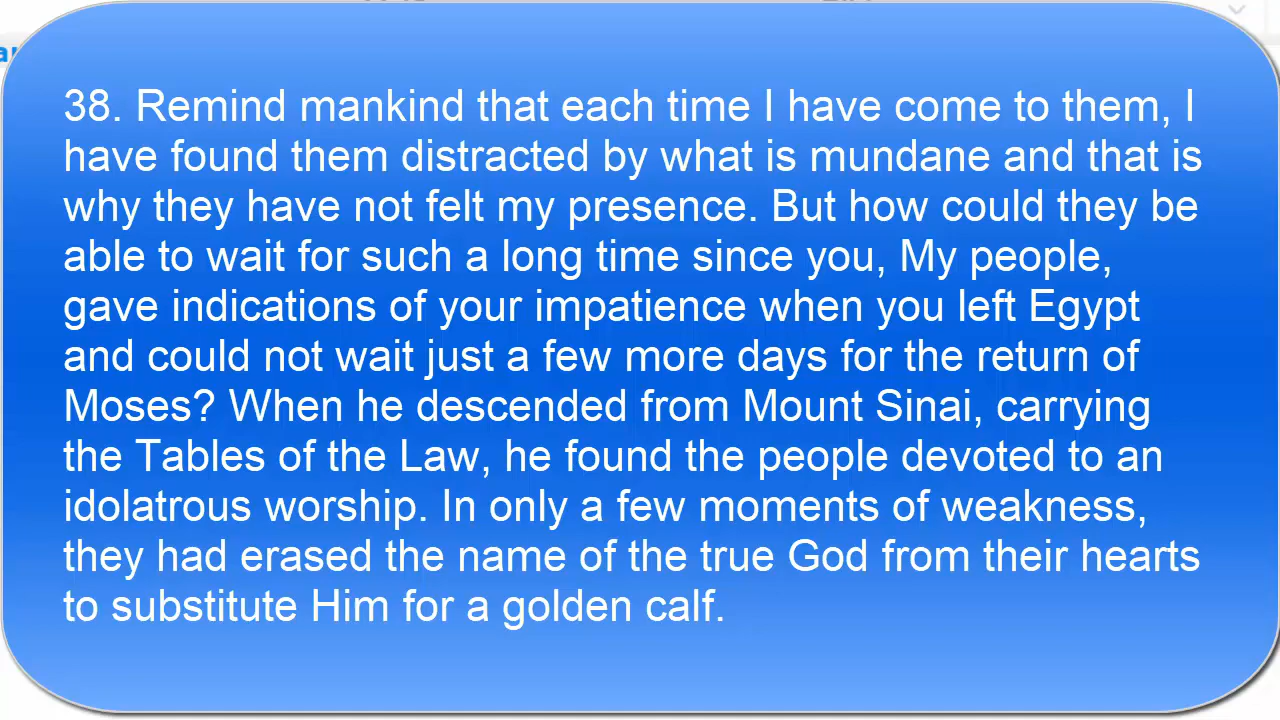 38. Remind mankind that each time I have come to them, I
have found them distracted by what is mundane and that is
why they have not felt my presence. But how could they be
able to wait for such a long time since you, My people,
gave indications of your impatience when you left Egypt
and could not wait just a few more days for the return of
Moses? When he descended from Mount Sinai, carrying
the Tables of the Law, he found the people devoted to an
idolatrous worship. In only a few moments of weakness,
they had erased the name of the true God from their hearts
to substitute Him for a golden calf.